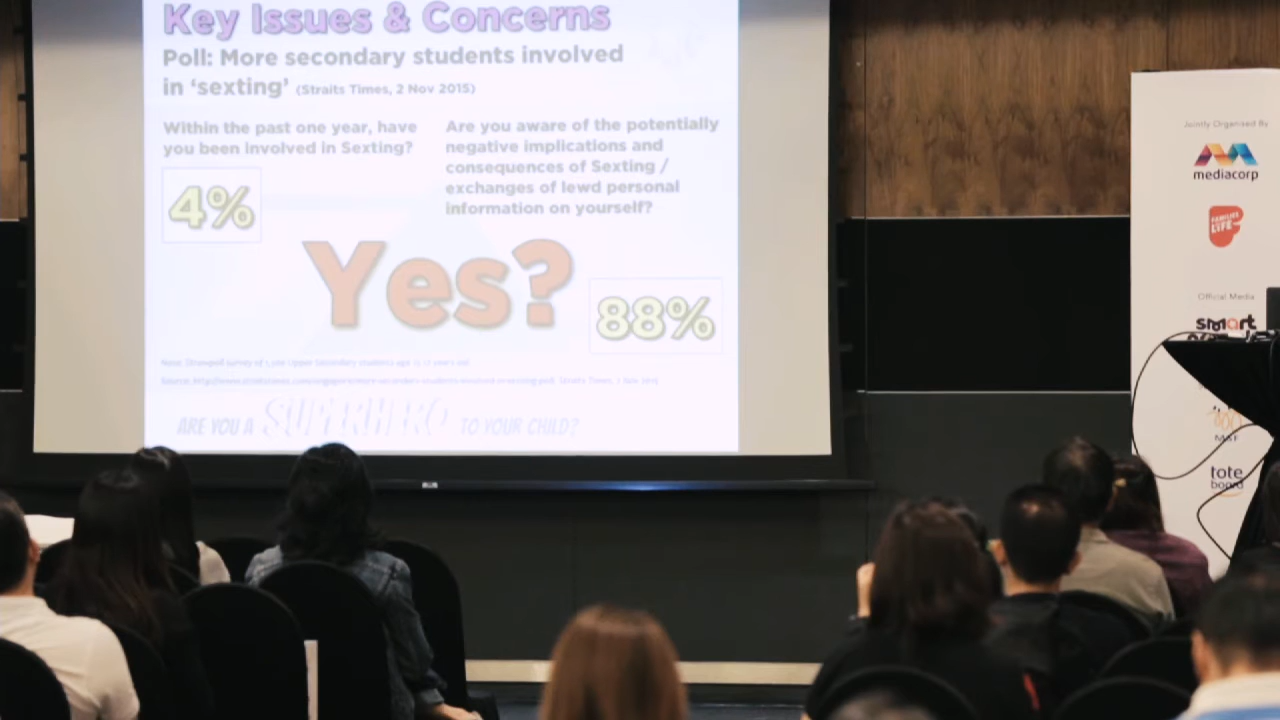 Key Issues & Concerns
Poll: More secondary students involved
in ‘sexting’ (Straits Times, 2 Nov 2015)
Within the past one year, have
you been involved in Sexting?
4%
Are you aware of the potentially
negative implications and
consequences of Sexting /
exchanges of lewd personal
information on yourself?
Yes?
88%
ARE YOU A SUPERHERO TO YOUR CHILD?
Jointly Organised By
mediacorp
FAMILIES
LIFE
Official Media
smart
MSF
tote
board